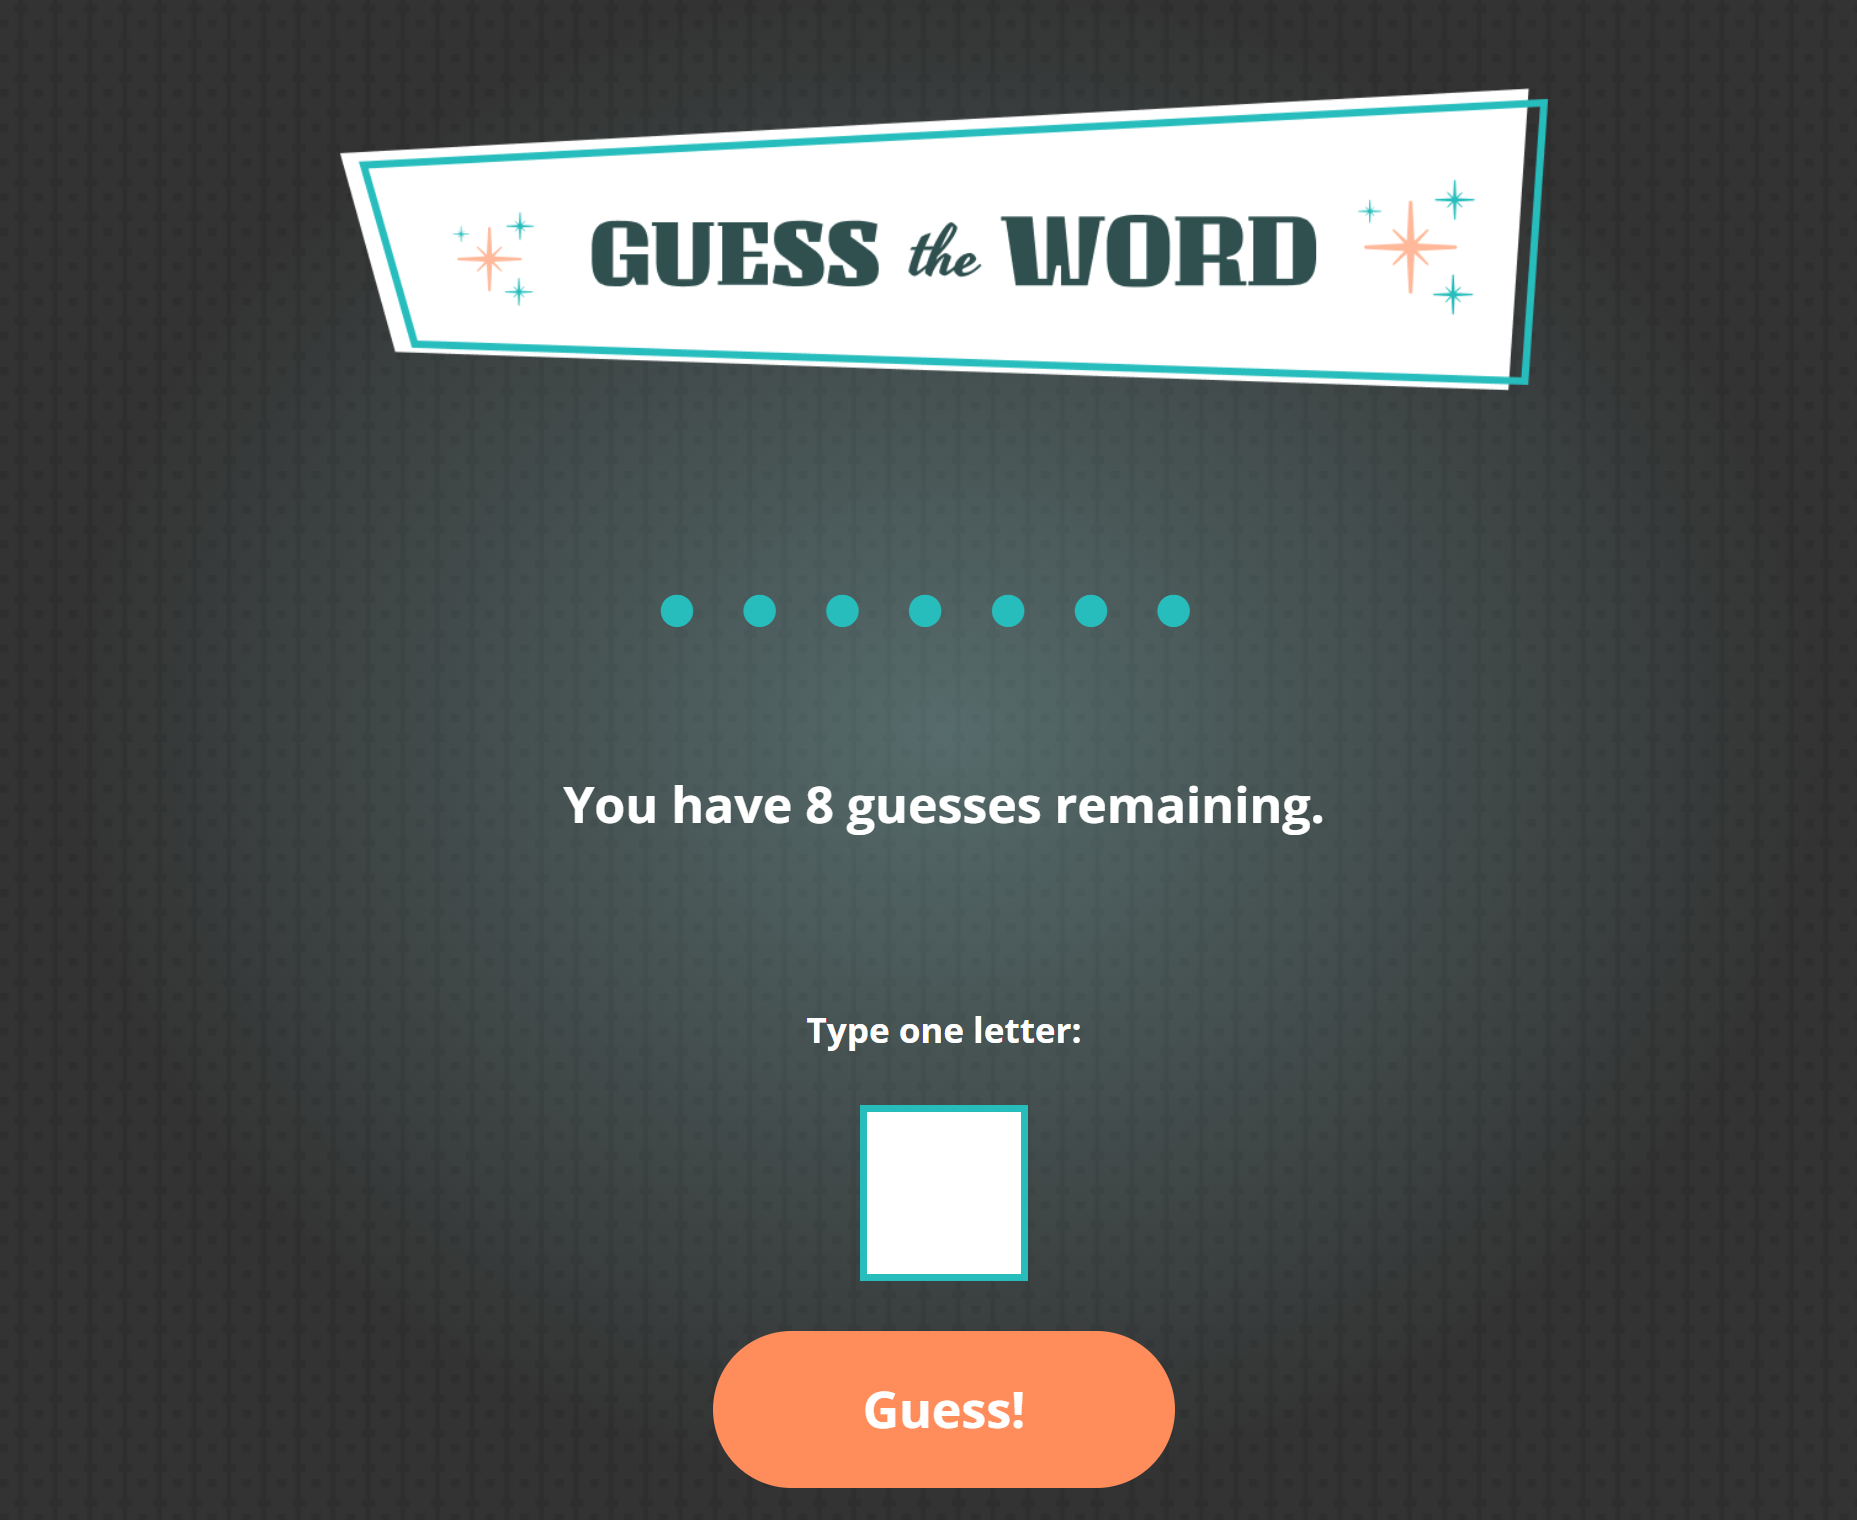 GUESS the WORD
● ● ● ● ● ● ●
You have 8 guesses remaining.
Type one letter:
Guess!